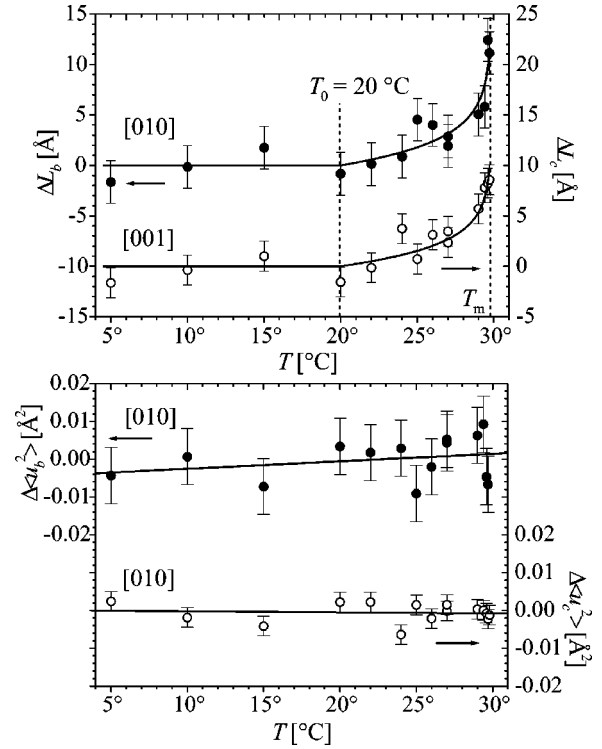 15
10
5
0
-5
-10
-15
ΔL_b [Å]
[010]
[001]
T_0 = 20 °C
T_m
25
20
15
10
5
0
-5
ΔL_c [Å]
5° 10° 15° 20° 25° 30°
T [°C]
0.02
0.01
0.00
-0.01
-0.02
Δ<u_b^2> [Å^2]
[010]
[010]
0.02
0.01
0.00
-0.01
-0.02
Δ<u_c^2> [Å^2]
5° 10° 15° 20° 25° 30°
T [°C]